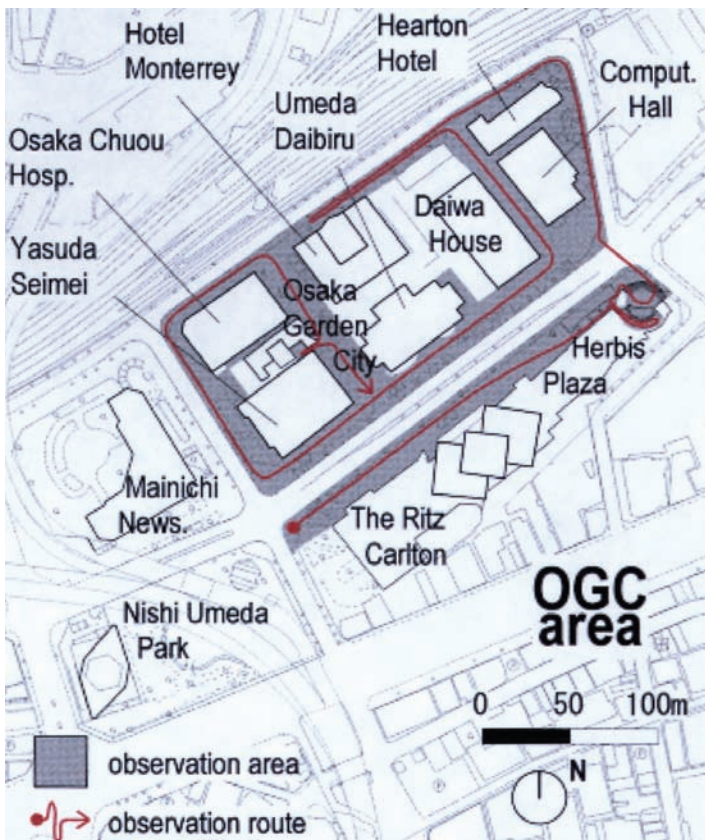 Hotel
Monterrey
Hearton
Hotel
Comput.
Hall
Umeda
Daibiru
Osaka Chuou
Hosp.
Daiwa
House
Yasuda
Seimei
Osaka
Garden
City
Herbis
Plaza
Mainichi
News.
The Ritz
Carlton
OGC
area
Nishi Umeda
Park
0 50 100m
N
observation area
observation route